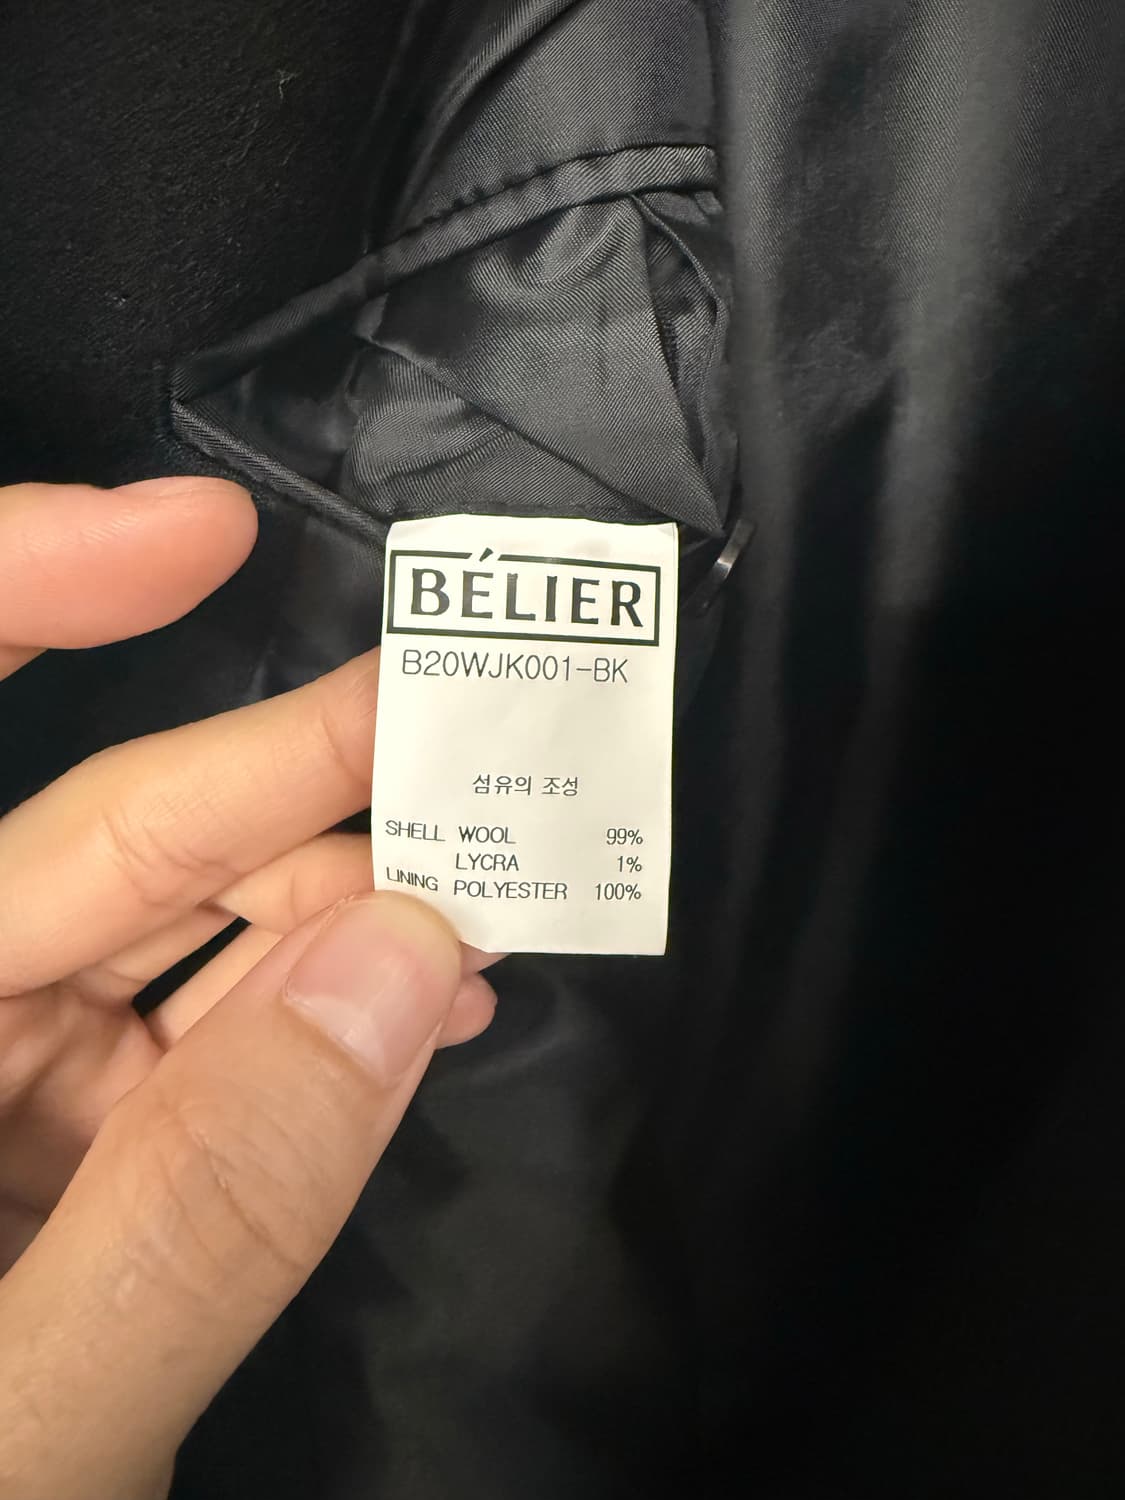 BÉLIER
B20WJK001-BK
섬유의 조성
SHELL WOOL 99%
LYCRA 1%
LINING POLYESTER 100%